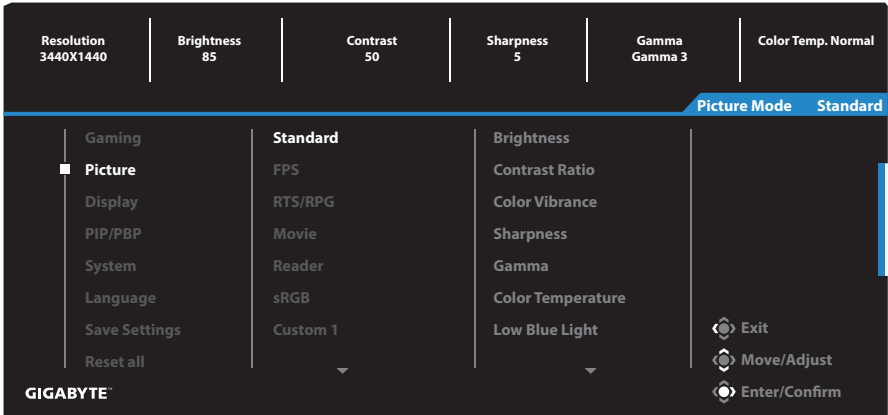 Resolution Brightness Contrast Sharpness Gamma Color Temp. Normal
3440X1440 85 50 5 Gamma 3
Picture Mode Standard
Gaming Standard Brightness
Picture FPS Contrast Ratio
Display RTS/RPG Color Vibrance
PIP/PBP Movie Sharpness
System Reader Gamma
Language sRGB Color Temperature
Save Settings Custom 1 Low Blue Light Exit
Reset all Move/Adjust
GIGABYTE™ Enter/Confirm